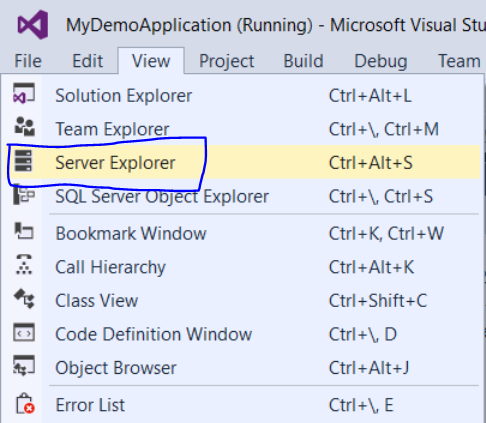 MyDemoApplication (Running) - Microsoft Visual Stu
File Edit View Project Build Debug Team
Solution Explorer Ctrl+Alt+L
Team Explorer Ctrl+\, Ctrl+M
Server Explorer Ctrl+Alt+S
SQL Server Object Explorer Ctrl+\, Ctrl+S
Bookmark Window Ctrl+K, Ctrl+W
Call Hierarchy Ctrl+Alt+K
Class View Ctrl+Shift+C
Code Definition Window Ctrl+\, D
Object Browser Ctrl+Alt+J
Error List Ctrl+\, E